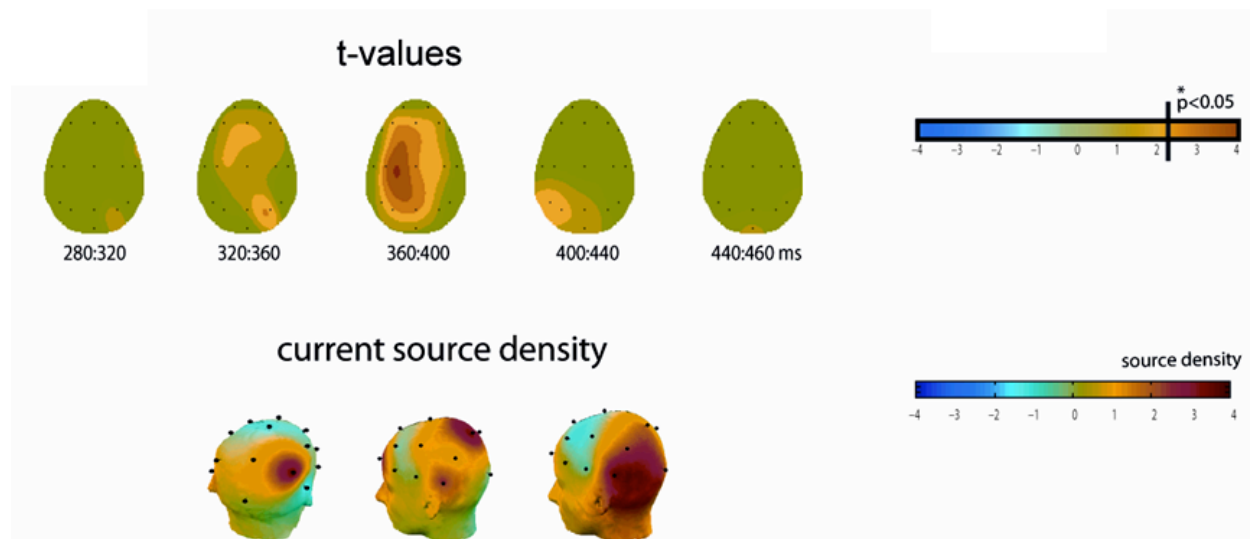 t-values
*
p<0.05
−4 −3 −2 −1 0 1 2 3 4
280:320 320:360 360:400 400:440 440:460 ms
current source density
source density
−4 −3 −2 −1 0 1 2 3 4